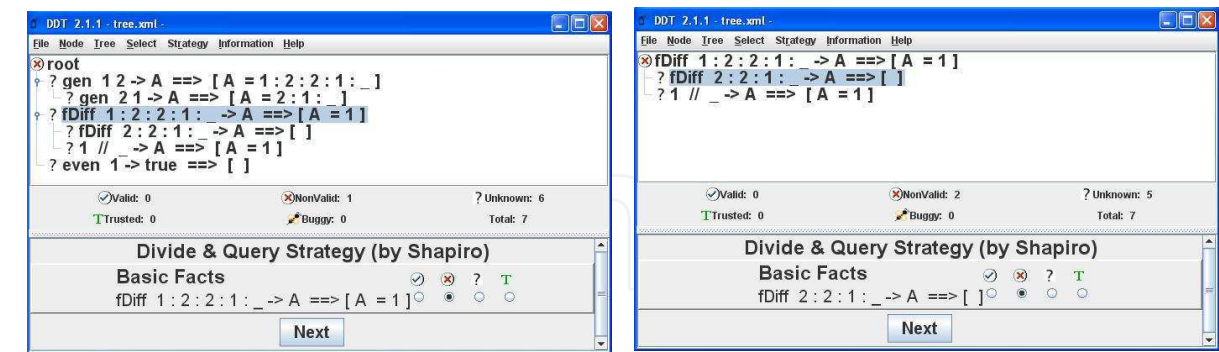 DDT 2.1.1 - tree.xml -
File Node Tree Select Strategy Information Help
root
? gen 1 2 -> A ==> [ A = 1 : 2 : 2 : 1 : _ ]
? gen 2 1 -> A ==> [ A = 2 : 1 : _ ]
? fDiff 1 : 2 : 2 : 1 : _ -> A ==> [ A = 1 ]
? fDiff 2 : 2 : 1 : _ -> A ==> [ ]
? 1 // _ -> A ==> [ A = 1 ]
? even 1 -> true ==> [ ]
Valid: 0 NonValid: 1 ? Unknown: 6
T Trusted: 0 Buggy: 0 Total: 7
Divide & Query Strategy (by Shapiro)
Basic Facts ? T
fDiff 1 : 2 : 2 : 1 : _ -> A ==> [ A = 1 ]
Next
DDT 2.1.1 - tree.xml -
File Node Tree Select Strategy Information Help
fDiff 1 : 2 : 2 : 1 : _ -> A ==> [ A = 1 ]
? fDiff 2 : 2 : 1 : _ -> A ==> [ ]
? 1 // _ -> A ==> [ A = 1 ]
Valid: 0 NonValid: 2 ? Unknown: 5
T Trusted: 0 Buggy: 0 Total: 7
Divide & Query Strategy (by Shapiro)
Basic Facts ? T
fDiff 2 : 2 : 1 : _ -> A ==> [ ]
Next